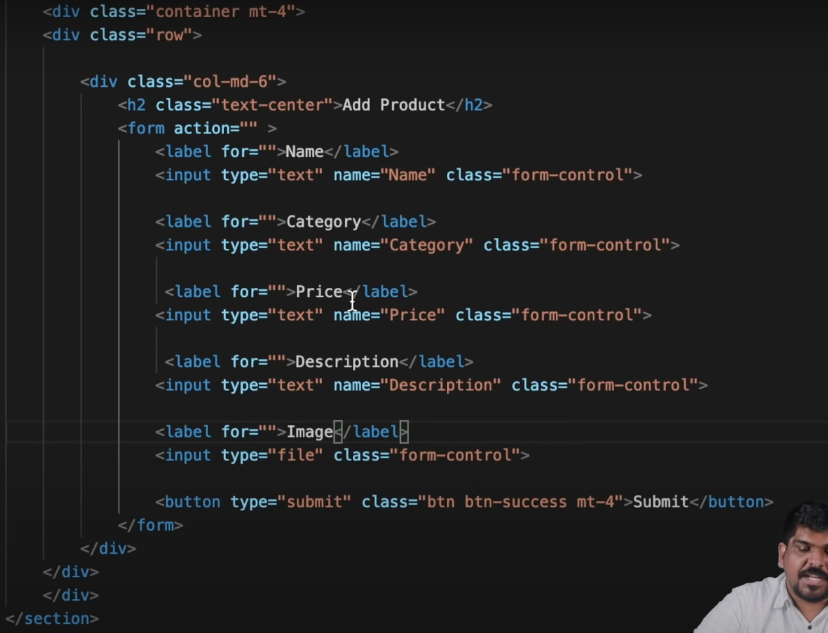 <div class="container mt-4">
<div class="row">
<div class="col-md-6">
<h2 class="text-center">Add Product</h2>
<form action="" >
<label for="">Name</label>
<input type="text" name="Name" class="form-control">
<label for="">Category</label>
<input type="text" name="Category" class="form-control">
<label for="">Price</label>
<input type="text" name="Price" class="form-control">
<label for="">Description</label>
<input type="text" name="Description" class="form-control">
<label for="">Image</label>
<input type="file" class="form-control">
<button type="submit" class="btn btn-success mt-4">Submit</button>
</form>
</div>
</div>
</div>
</section>